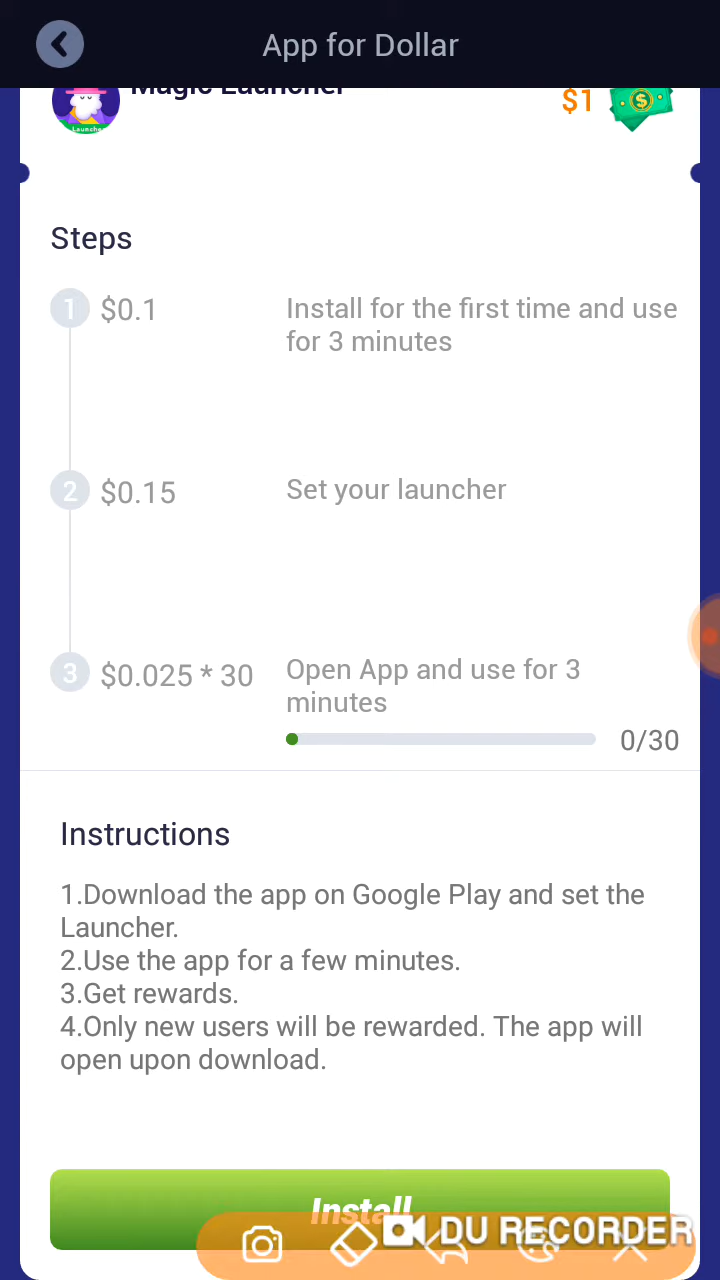 App for Dollar
Magic Launcher
$1
Launcher
Steps
1 $0.1 Install for the first time and use
for 3 minutes
2 $0.15 Set your launcher
3 $0.025 * 30 Open App and use for 3
minutes
0/30
Instructions
1.Download the app on Google Play and set the
Launcher.
2.Use the app for a few minutes.
3.Get rewards.
4.Only new users will be rewarded. The app will
open upon download.
Install
DU RECORDER